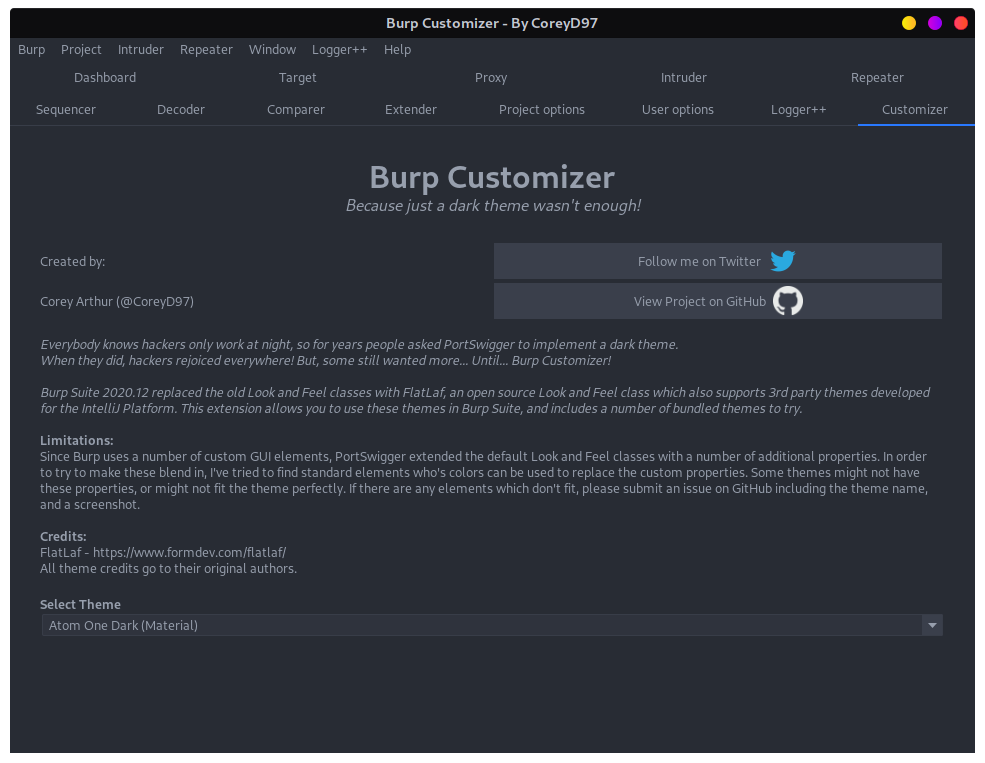 Burp Customizer - By CoreyD97
Burp Project Intruder Repeater Window Logger++ Help
Dashboard Target Proxy Intruder Repeater
Sequencer Decoder Comparer Extender Project options User options Logger++ Customizer
Burp Customizer
Because just a dark theme wasn't enough!
Created by:
Follow me on Twitter
Corey Arthur (@CoreyD97)
View Project on GitHub
Everybody knows hackers only work at night, so for years people asked PortSwigger to implement a dark theme.
When they did, hackers rejoiced everywhere! But, some still wanted more... Until... Burp Customizer!
Burp Suite 2020.12 replaced the old Look and Feel classes with FlatLaf, an open source Look and Feel class which also supports 3rd party themes developed
for the IntelliJ Platform. This extension allows you to use these themes in Burp Suite, and includes a number of bundled themes to try.
Limitations:
Since Burp uses a number of custom GUI elements, PortSwigger extended the default Look and Feel classes with a number of additional properties. In order
to try to make these blend in, I've tried to find standard elements who's colors can be used to replace the custom properties. Some themes might not have
these properties, or might not fit the theme perfectly. If there are any elements which don't fit, please submit an issue on GitHub including the theme name,
and a screenshot.
Credits:
FlatLaf - https://www.formdev.com/flatlaf/
All theme credits go to their original authors.
Select Theme
Atom One Dark (Material)